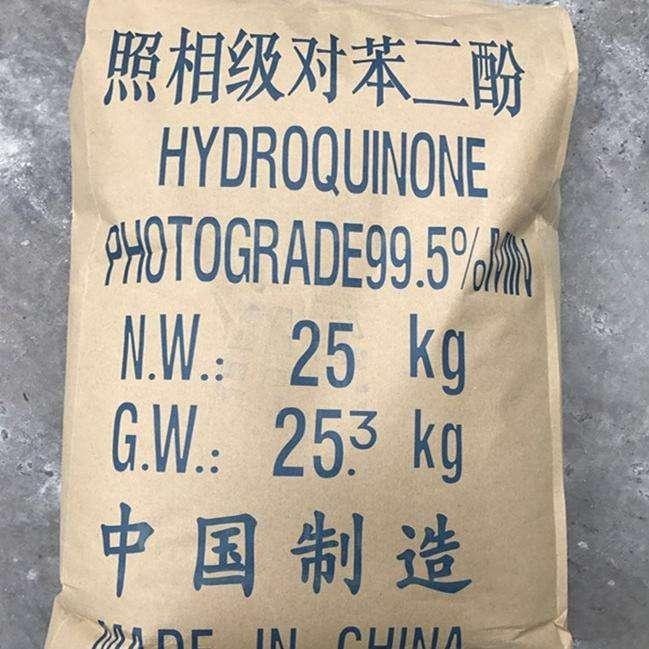 照相级对苯二酚
HYDROQUINONE
PHOTOGRADE99.5%MIN
N.W.: 25 kg
G.W.: 25.3 kg
中国制造
MADE IN CHINA